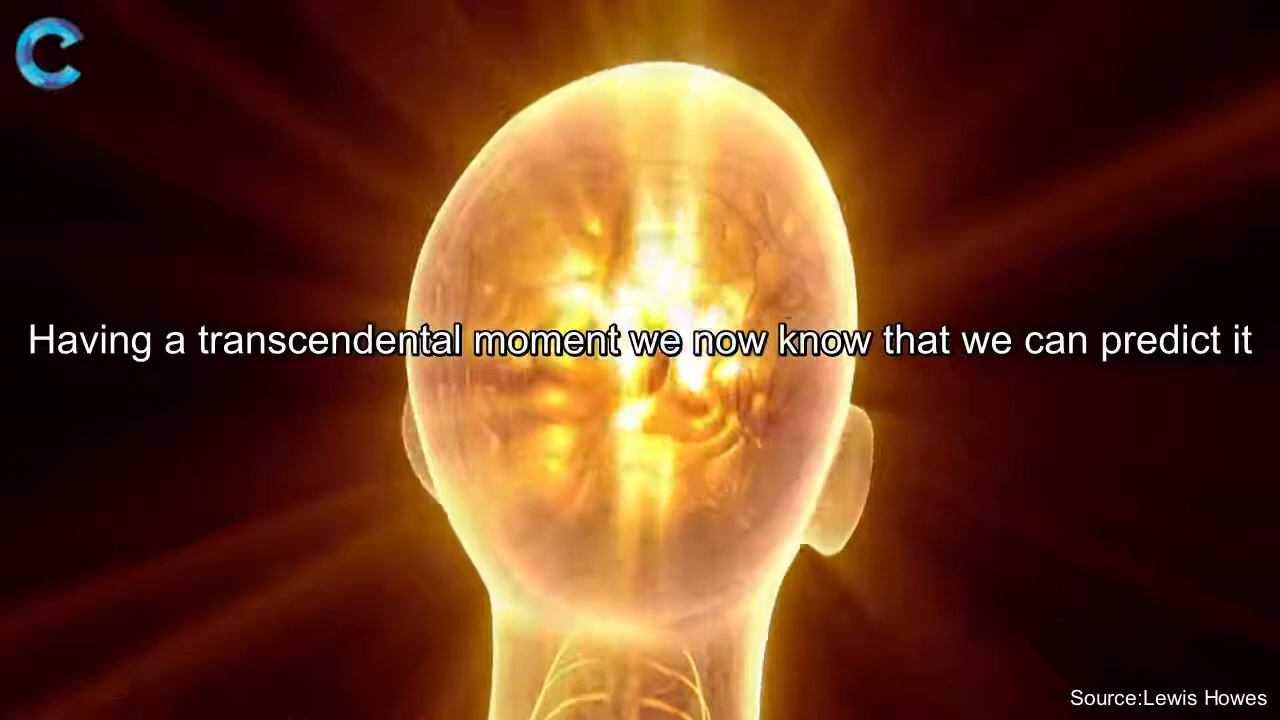 Having a transcendental moment we now know that we can predict it
Source:Lewis Howes